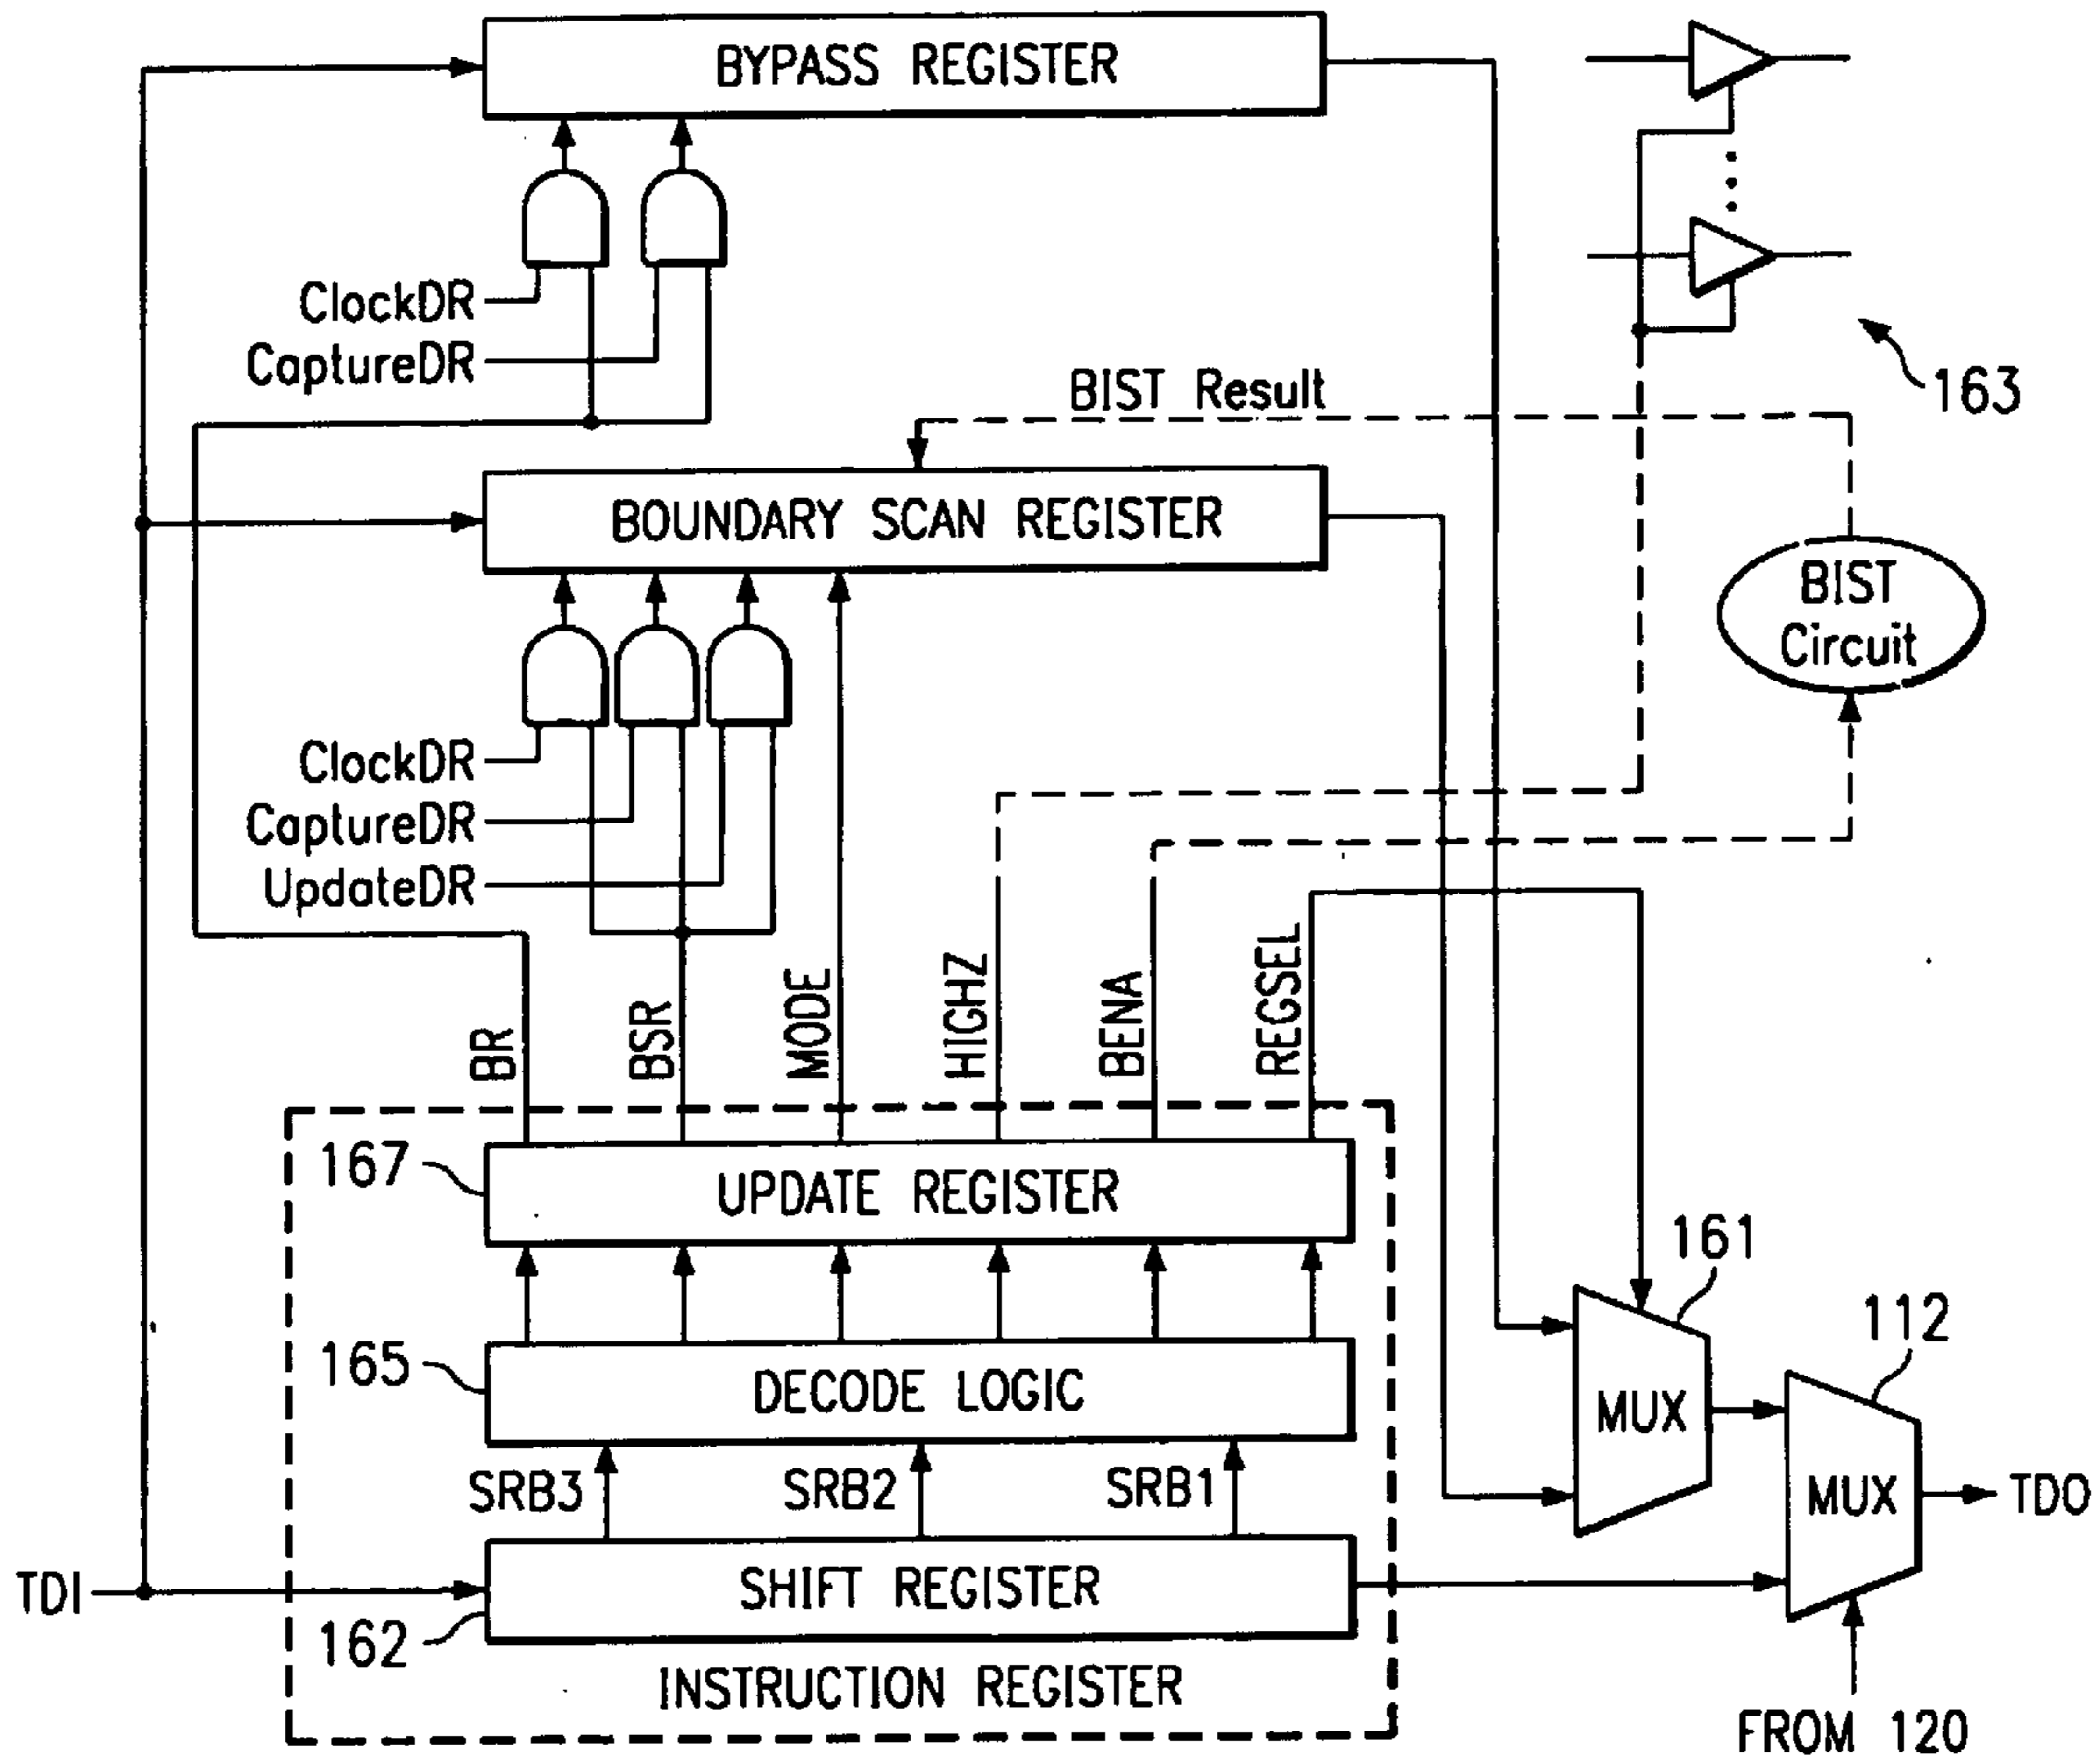 BYPASS REGISTER
ClockDR
CaptureDR
163
BIST Result
BOUNDARY SCAN REGISTER
BIST
Circuit
ClockDR
CaptureDR
UpdateDR
BR
BSR
MODE
HIGHZ
BENA
REGSEL
167
UPDATE REGISTER
161
112
165
DECODE LOGIC
MUX
SRB3
SRB2
SRB1
MUX
TDO
TDI
SHIFT REGISTER
162
INSTRUCTION REGISTER
FROM 120